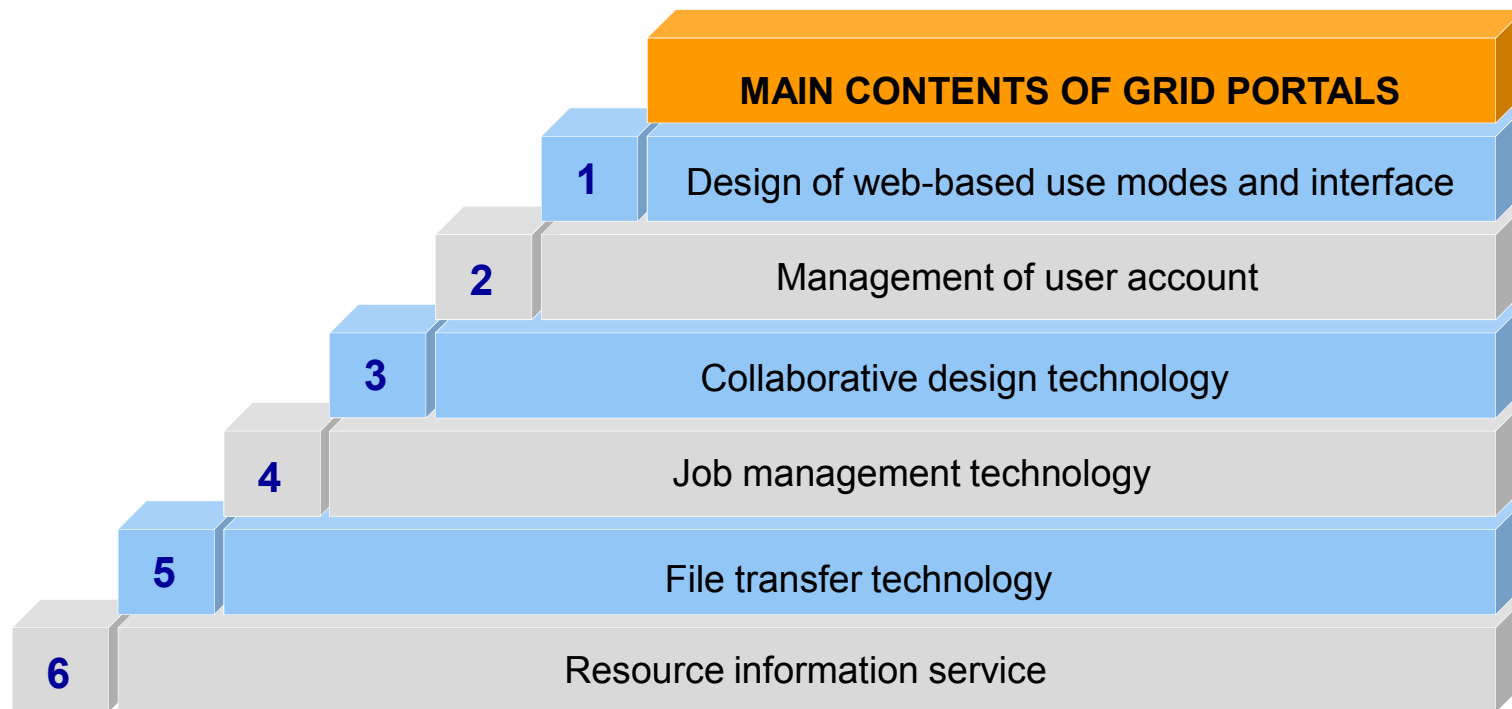 MAIN CONTENTS OF GRID PORTALS
1 Design of web-based use modes and interface
2 Management of user account
3 Collaborative design technology
4 Job management technology
5 File transfer technology
6 Resource information service